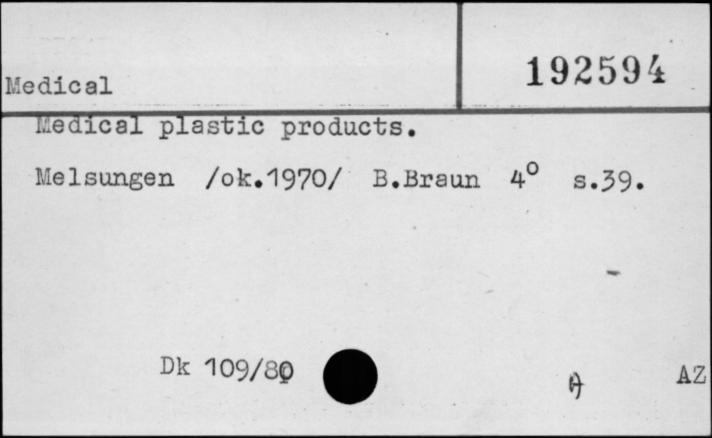 192594
Medical
Medical plastic products.
Melsungen /ok.1970/ B.Braun 4° s.39.
Dk 109/80
AZ